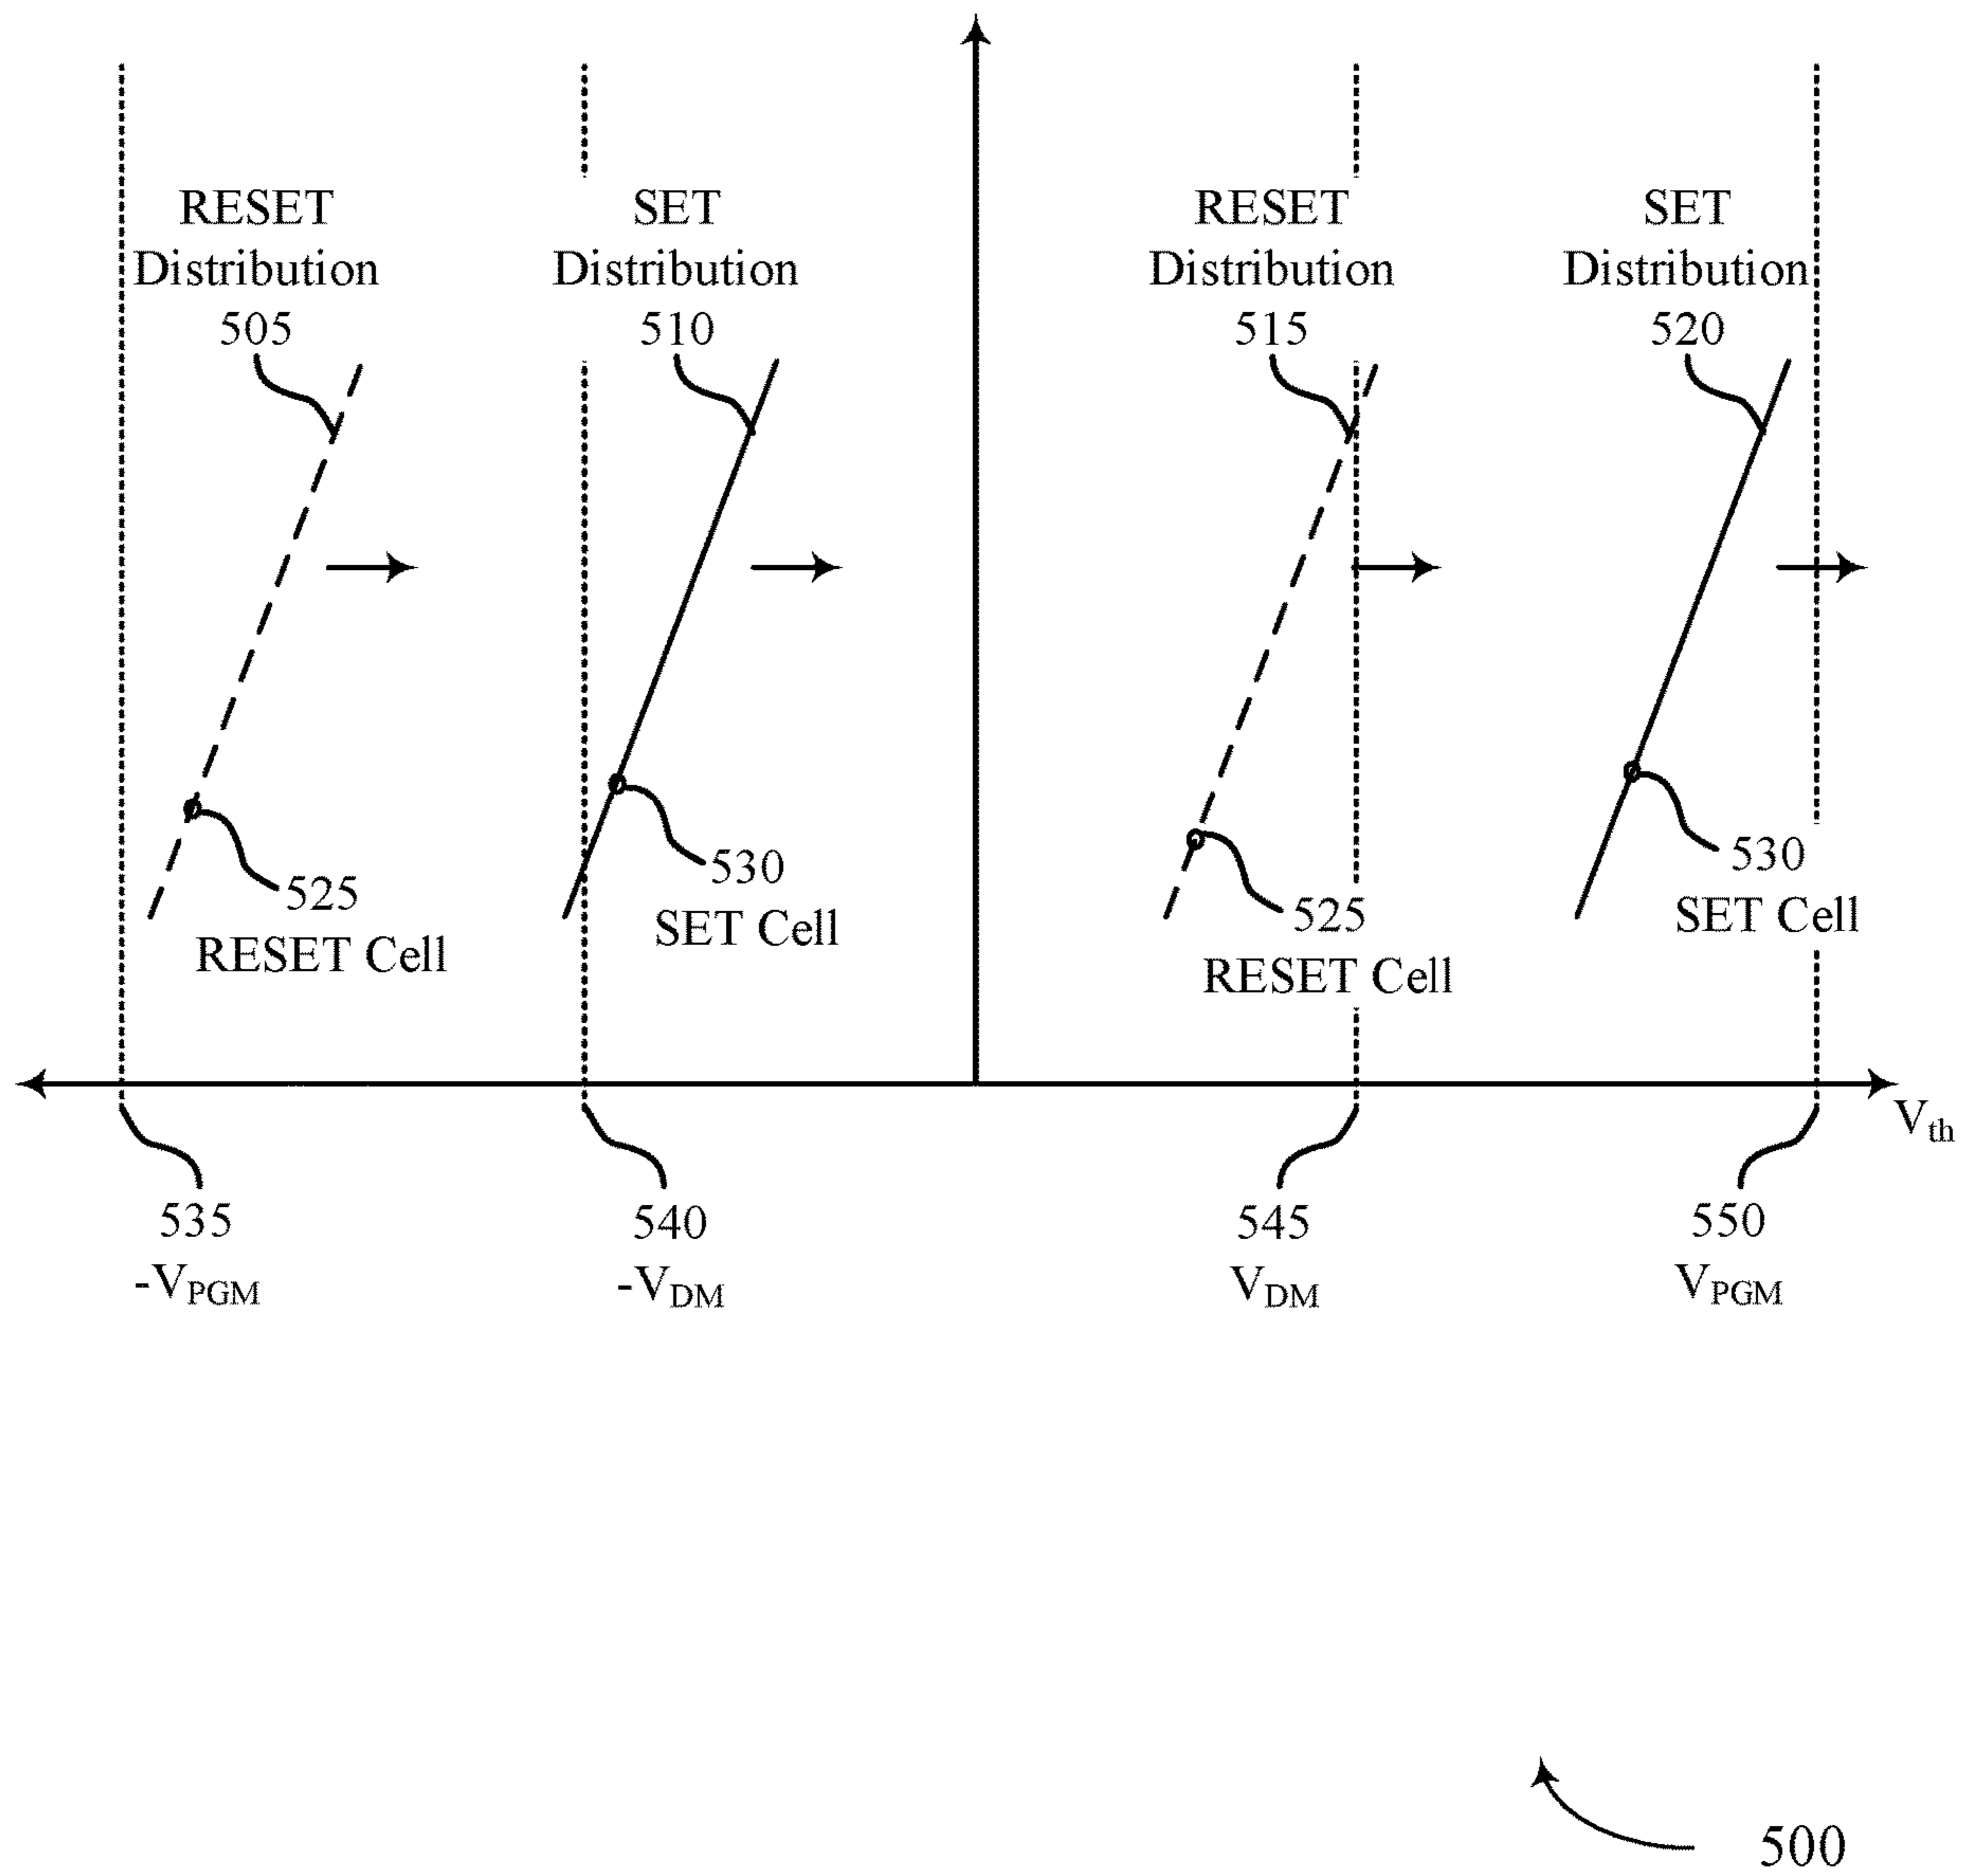 RESET
Distribution
505
SET
Distribution
510
RESET
Distribution
515
SET
Distribution
520
525
RESET Cell
530
SET Cell
525
RESET Cell
530
SET Cell
Vth
535
-VPGM
540
-VDM
545
VDM
550
VPGM
500